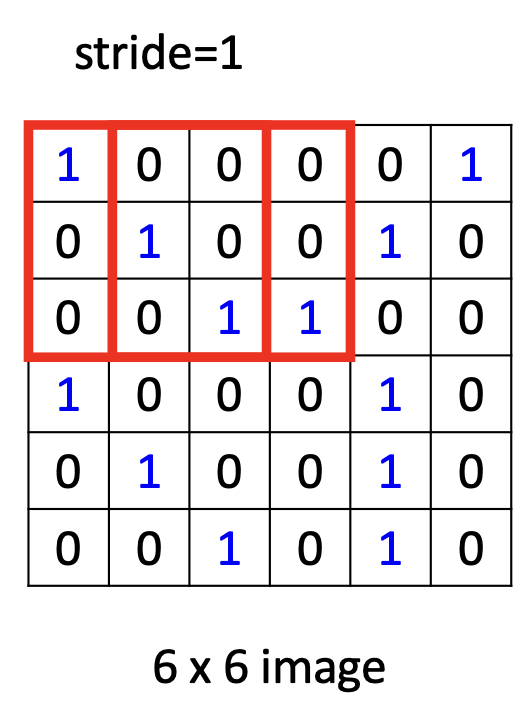 stride=1
1 0 0 0 0 1
0 1 0 0 1 0
0 0 1 1 0 0
1 0 0 0 1 0
0 1 0 0 1 0
0 0 1 0 1 0
6 x 6 image